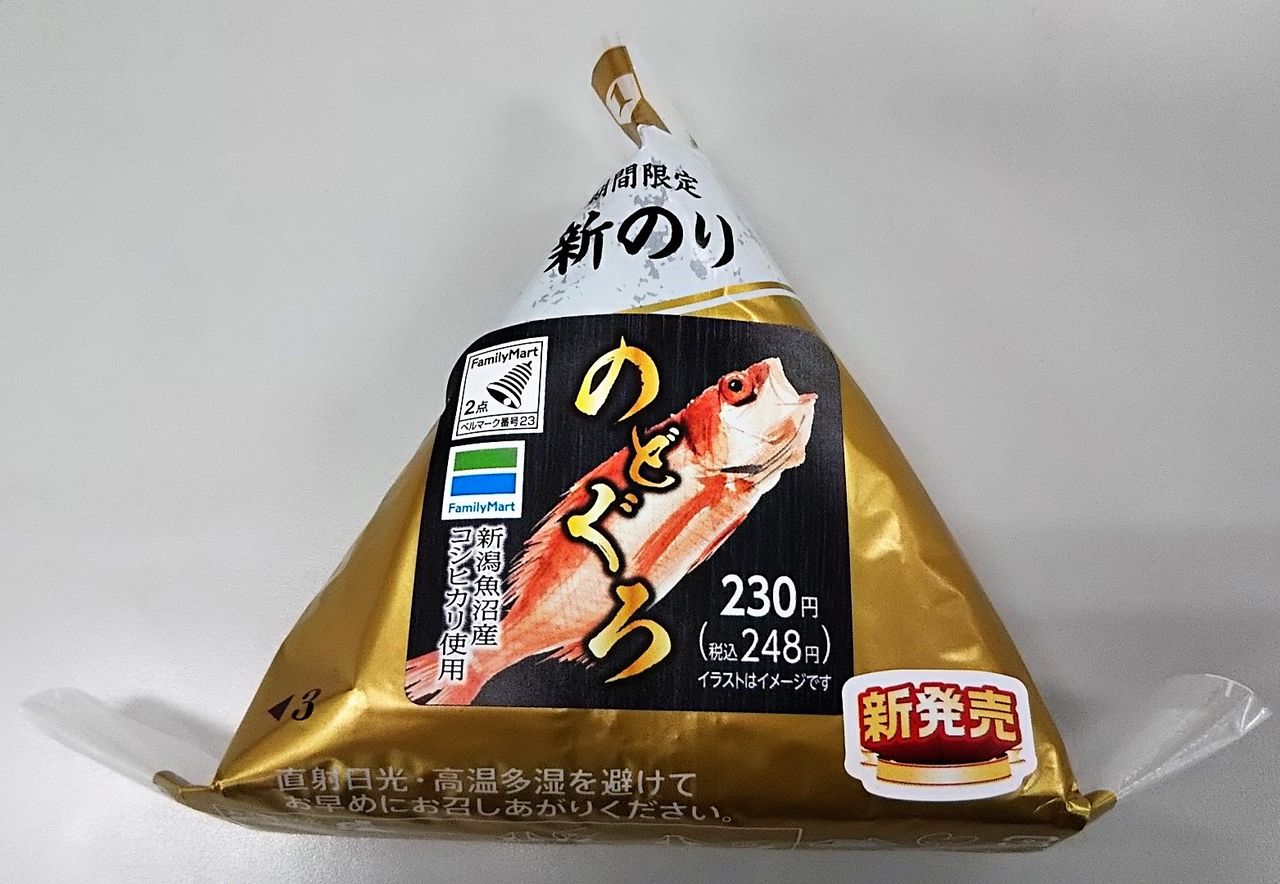 1
期間限定
新のり
FamilyMart
2点
ベルマーク番号23
FamilyMart
のどぐろ
新潟魚沼産
コシヒカリ使用
230円
(税込248円)
イラストはイメージです
新発売
◀3
直射日光・高温多湿を避けて
お早めにお召しあがりください。